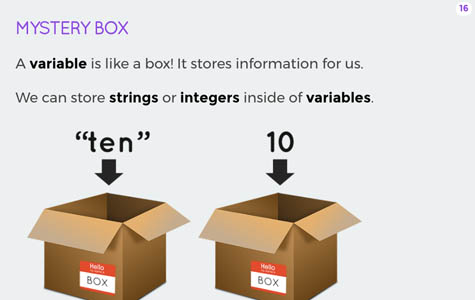 16
MYSTERY BOX
A variable is like a box! It stores information for us.
We can store strings or integers inside of variables.
“ten” 10
Hello Hello
BOX BOX